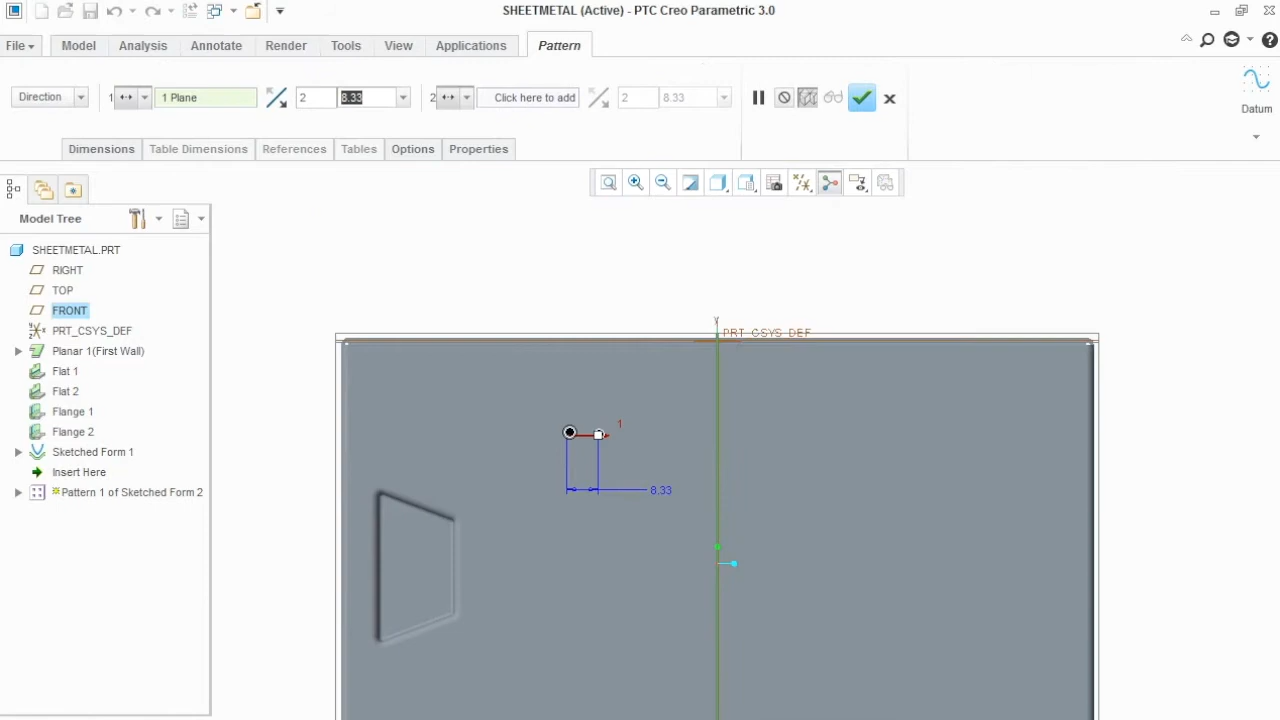 SHEETMETAL (Active) - PTC Creo Parametric 3.0
File Model Analysis Annotate Render Tools View Applications Pattern
Direction 1 1 Plane 2 8.33 2 Click here to add 2 8.33
Datum
Dimensions Table Dimensions References Tables Options Properties
Model Tree
SHEETMETAL.PRT
RIGHT
TOP
FRONT
PRT_CSYS_DEF
Planar 1(First Wall)
Flat 1
Flat 2
Flange 1
Flange 2
Sketched Form 1
Insert Here
Pattern 1 of Sketched Form 2
Y
PRT_CSYS_DEF
1
8.33